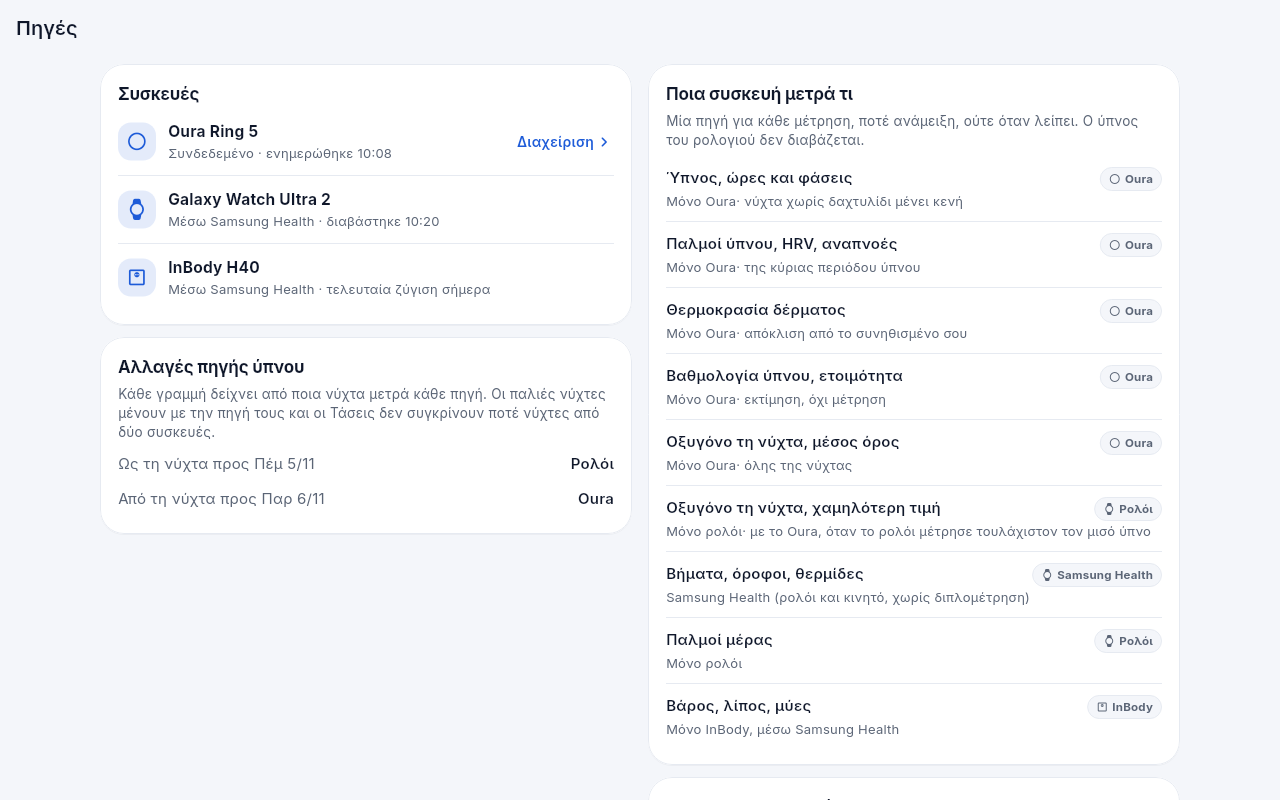 Πηγές
Συσκευές
Oura Ring 5
Συνδεδεμένο · ενημερώθηκε 10:08
Διαχείριση
Galaxy Watch Ultra 2
Μέσω Samsung Health · διαβάστηκε 10:20
InBody H40
Μέσω Samsung Health · τελευταία ζύγιση σήμερα
Αλλαγές πηγής ύπνου
Κάθε γραμμή δείχνει από ποια νύχτα μετρά κάθε πηγή. Οι παλιές νύχτες
μένουν με την πηγή τους και οι Τάσεις δεν συγκρίνουν ποτέ νύχτες από
δύο συσκευές.
Ως τη νύχτα προς Πέμ 5/11
Ρολόι
Από τη νύχτα προς Παρ 6/11
Oura
Ποια συσκευή μετρά τι
Μία πηγή για κάθε μέτρηση, ποτέ ανάμειξη, ούτε όταν λείπει. Ο ύπνος
του ρολογιού δεν διαβάζεται.
Ύπνος, ώρες και φάσεις
Oura
Μόνο Oura· νύχτα χωρίς δαχτυλίδι μένει κενή
Παλμοί ύπνου, HRV, αναπνοές
Oura
Μόνο Oura· της κύριας περιόδου ύπνου
Θερμοκρασία δέρματος
Oura
Μόνο Oura· απόκλιση από το συνηθισμένο σου
Βαθμολογία ύπνου, ετοιμότητα
Oura
Μόνο Oura· εκτίμηση, όχι μέτρηση
Οξυγόνο τη νύχτα, μέσος όρος
Oura
Μόνο Oura· όλης της νύχτας
Οξυγόνο τη νύχτα, χαμηλότερη τιμή
Ρολόι
Μόνο ρολόι· με το Oura, όταν το ρολόι μέτρησε τουλάχιστον τον μισό ύπνο
Βήματα, όροφοι, θερμίδες
Samsung Health
Samsung Health (ρολόι και κινητό, χωρίς διπλομέτρηση)
Παλμοί μέρας
Ρολόι
Μόνο ρολόι
Βάρος, λίπος, μύες
InBody
Μόνο InBody, μέσω Samsung Health